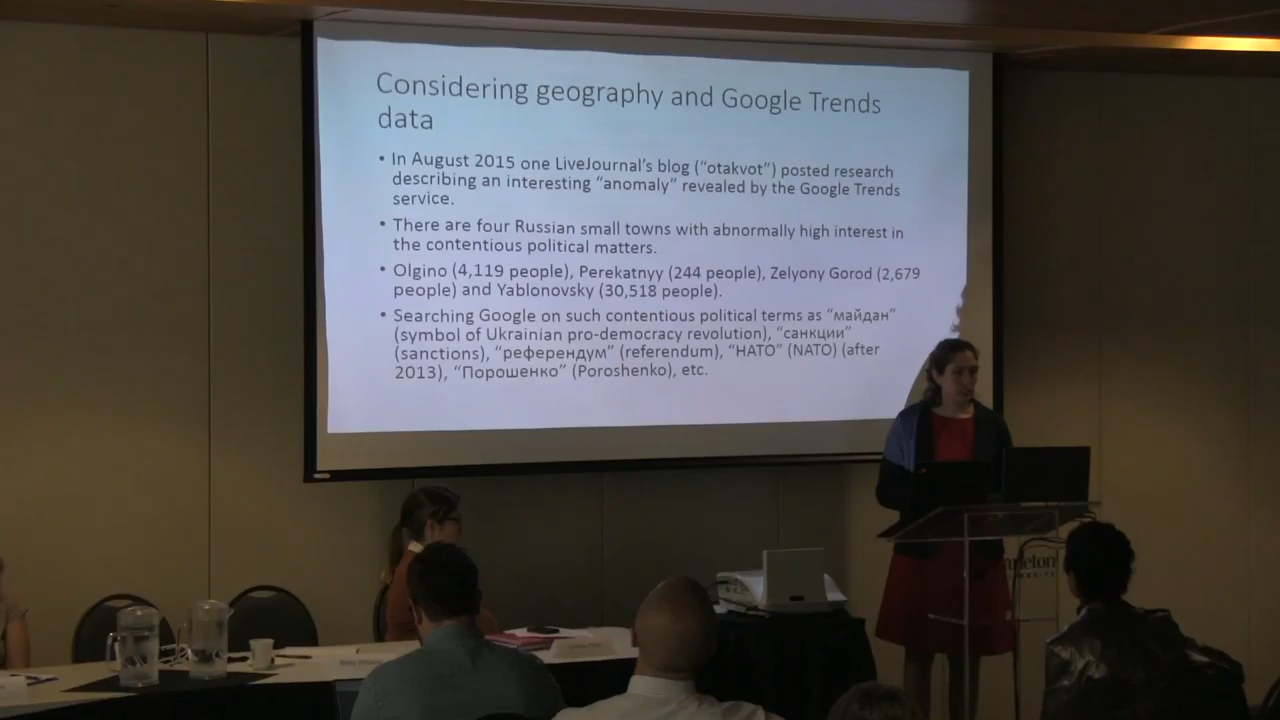 Considering geography and Google Trends
data
• In August 2015 one LiveJournal's blog (“otakvot”) posted research
describing an interesting “anomaly” revealed by the Google Trends
service.
• There are four Russian small towns with abnormally high interest in
the contentious political matters.
• Olgino (4,119 people), Perekatnyy (244 people), Zelyony Gorod (2,679
people) and Yablonovsky (30,518 people).
• Searching Google on such contentious political terms as “майдан”
(symbol of Ukrainian pro-democracy revolution), “санкции”
(sanctions), “референдум” (referendum), “НАТО” (NATO) (after
2013), “Порошенко” (Poroshenko), etc.